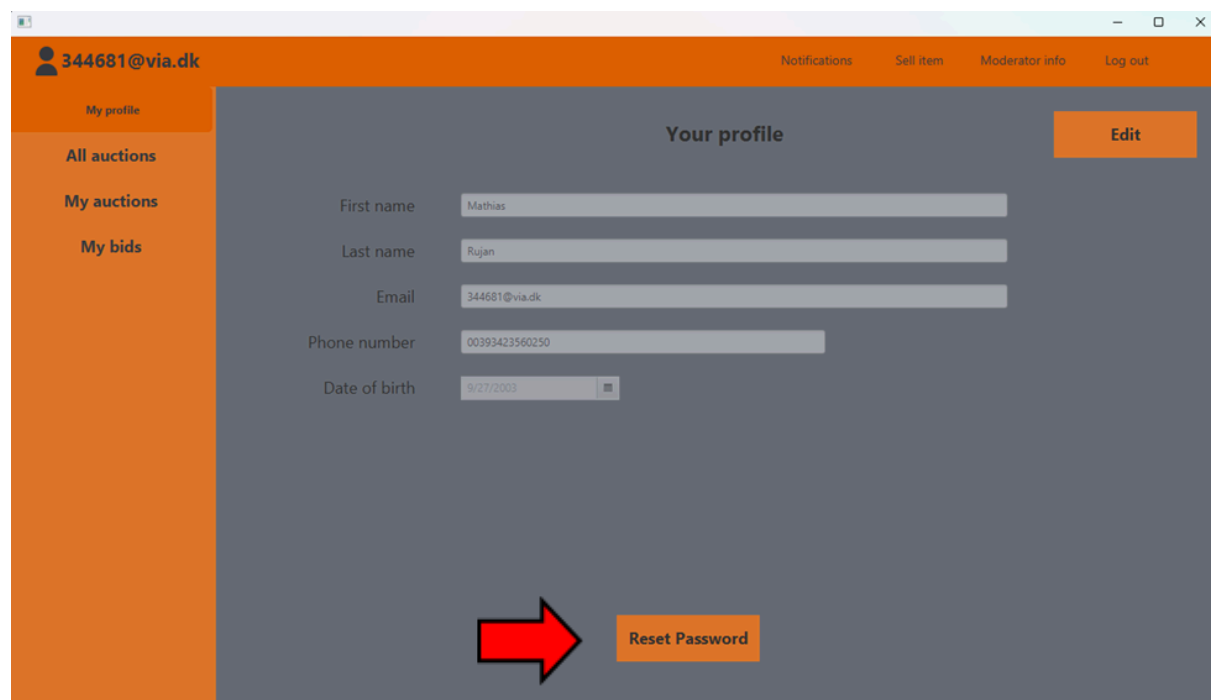 344681@via.dk
Notifications Sell item Moderator info Log out
My profile
All auctions
My auctions
My bids
Your profile
Edit
First name Mathias
Last name Rujan
Email 344681@via.dk
Phone number 00393423560250
Date of birth 9/27/2003
Reset Password